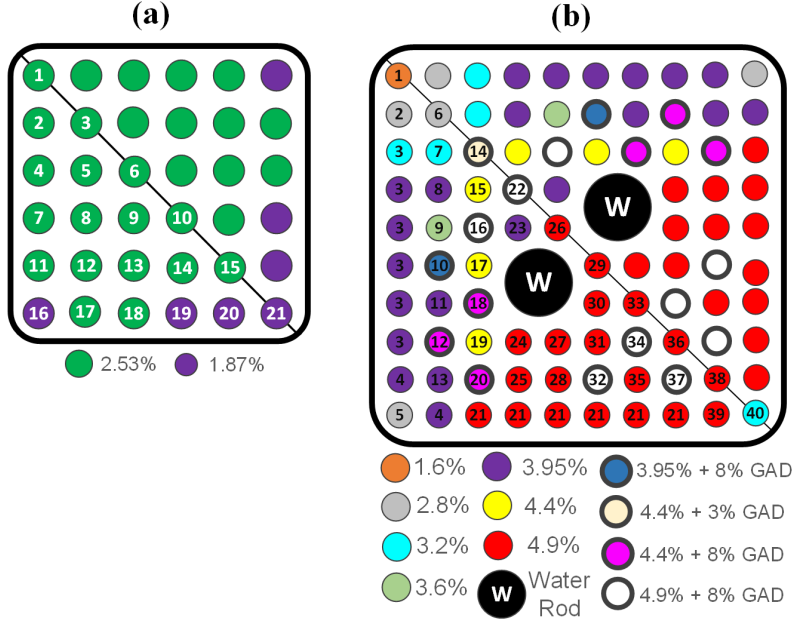 (a)
(b)
1
2 3
4 5 6
7 8 9 10
11 12 13 14 15
16 17 18 19 20 21
2.53% 1.87%
1
2 6
3 7 14
3 8 15 22
W
3 9 16 23 26
3 10 17 29
W
3 11 18 30 33
3 12 19 24 27 31 34 36
4 13 20 25 28 32 35 37 38
5 4 21 21 21 21 21 21 39 40
1.6% 3.95% 3.95% + 8% GAD
2.8% 4.4% 4.4% + 3% GAD
3.2% 4.9% 4.4% + 8% GAD
3.6% W Water Rod 4.9% + 8% GAD